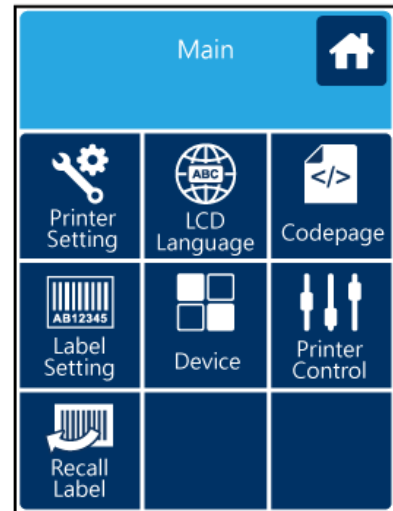 Main
Printer
Setting
ABC
LCD
Language
</>
Codepage
AB12345
Label
Setting
Device
Printer
Control
Recall
Label